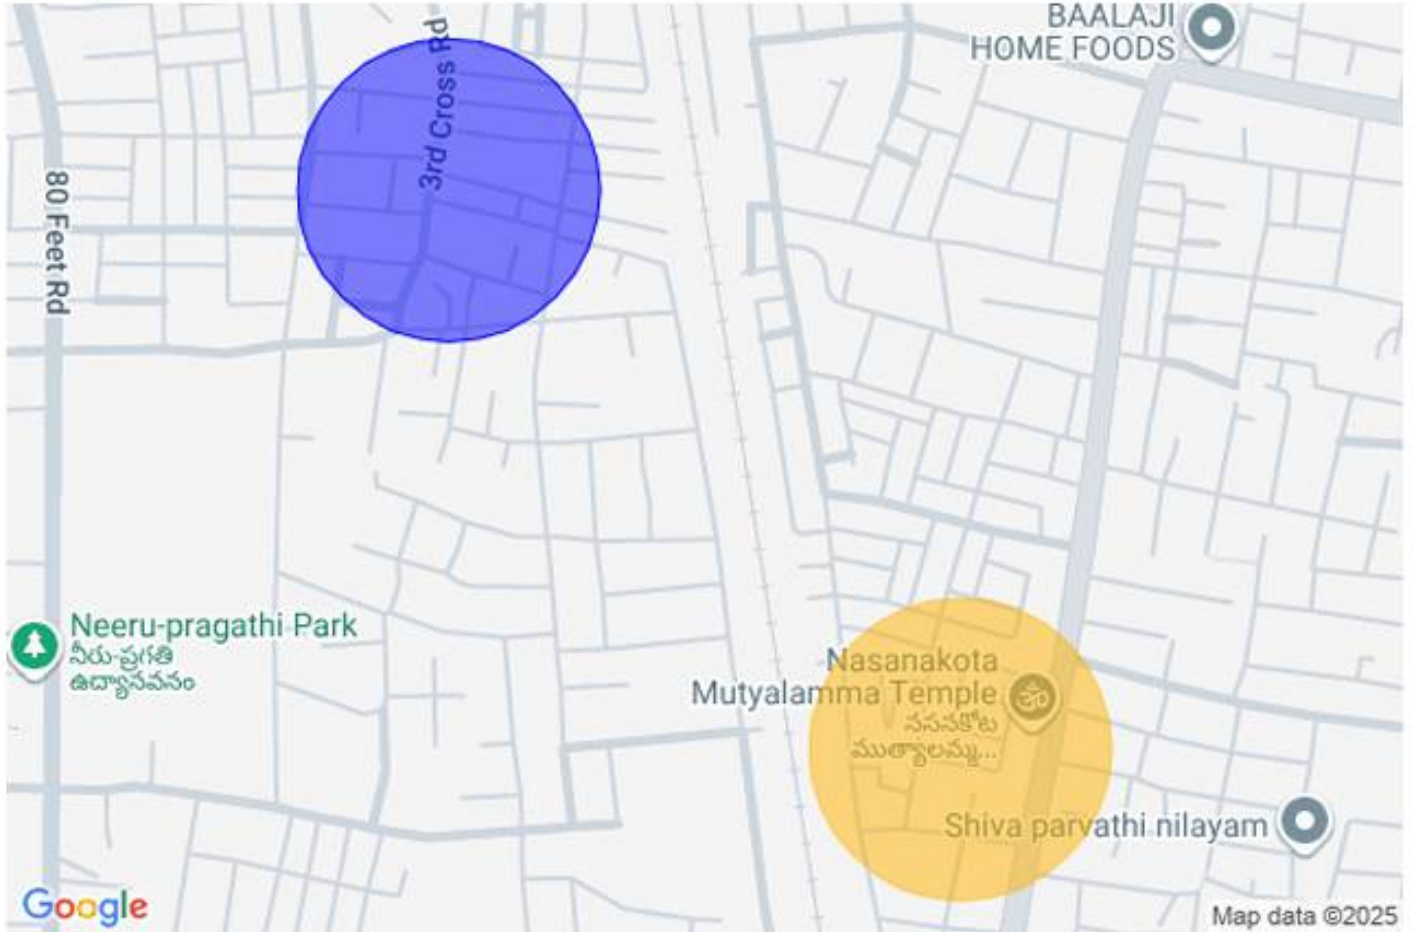 BAALAJI
HOME FOODS
3rd Cross Rd
80 Feet Rd
Neeru-pragathi Park
నీరు-ప్రగతి
ఉద్యానవనం
Nasanakota
Mutyalamma Temple
నసనకోట
ముత్యాలమ్మ...
Shiva parvathi nilayam
Google
Map data ©2025